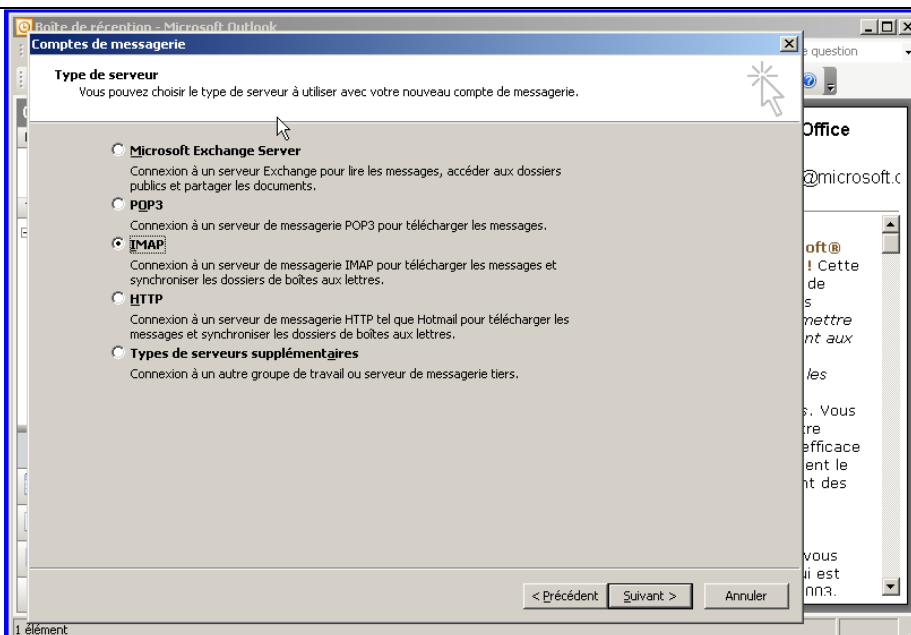 Boîte de réception - Microsoft Outlook
Comptes de messagerie
e question
Type de serveur
Vous pouvez choisir le type de serveur à utiliser avec votre nouveau compte de messagerie.
Office
Microsoft Exchange Server
Connexion à un serveur Exchange pour lire les messages, accéder aux dossiers
publics et partager les documents.
@microsoft.c
POP3
Connexion à un serveur de messagerie POP3 pour télécharger les messages.
IMAP
oft®
Connexion à un serveur de messagerie IMAP pour télécharger les messages et
synchroniser les dossiers de boîtes aux lettres.
! Cette
de
HTTP
s
Connexion à un serveur de messagerie HTTP tel que Hotmail pour télécharger les
messages et synchroniser les dossiers de boîtes aux lettres.
mettre
nt aux
Types de serveurs supplémentaires
Connexion à un autre groupe de travail ou serveur de messagerie tiers.
les
s. Vous
re
efficace
ent le
nt des
vous
ui est
003.
< Précédent
Suivant >
Annuler
1 élément